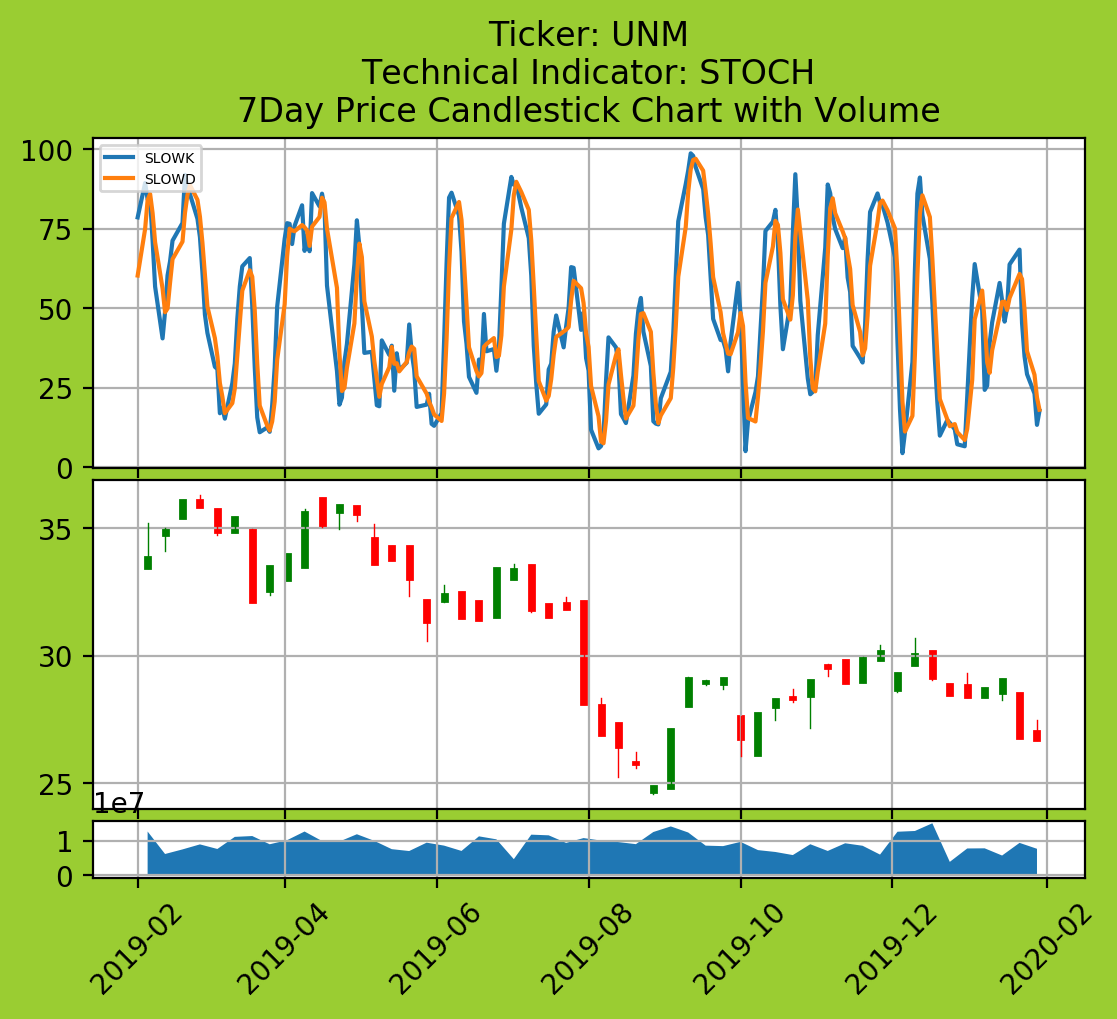 Ticker: UNM
Technical Indicator: STOCH
7Day Price Candlestick Chart with Volume
100
SLOWK
SLOWD
75
50
25
0
35
30
25
1e7
1
0
2019-02
2019-04
2019-06
2019-08
2019-10
2019-12
2020-02